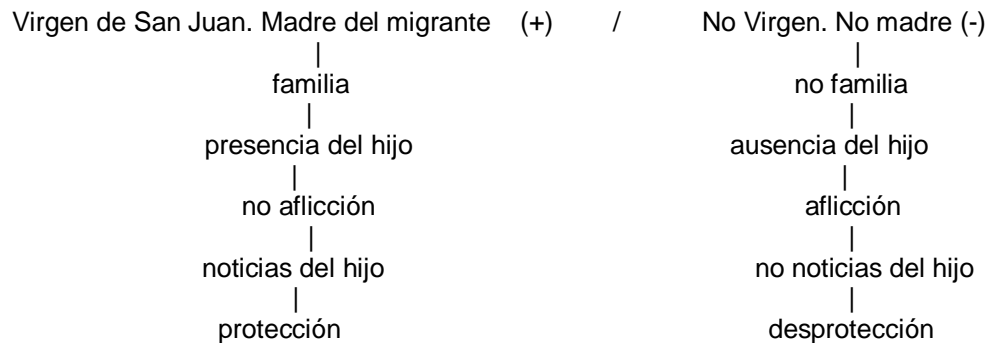 Virgen de San Juan. Madre del migrante (+) / No Virgen. No madre (-)
familia no familia
presencia del hijo ausencia del hijo
no aflicción aflicción
noticias del hijo no noticias del hijo
protección desprotección